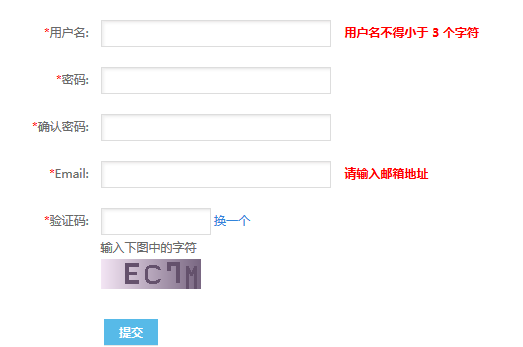 *用户名: 用户名不得小于 3 个字符
*密码:
*确认密码:
*Email: 请输入邮箱地址
*验证码: 换一个
输入下图中的字符
提交